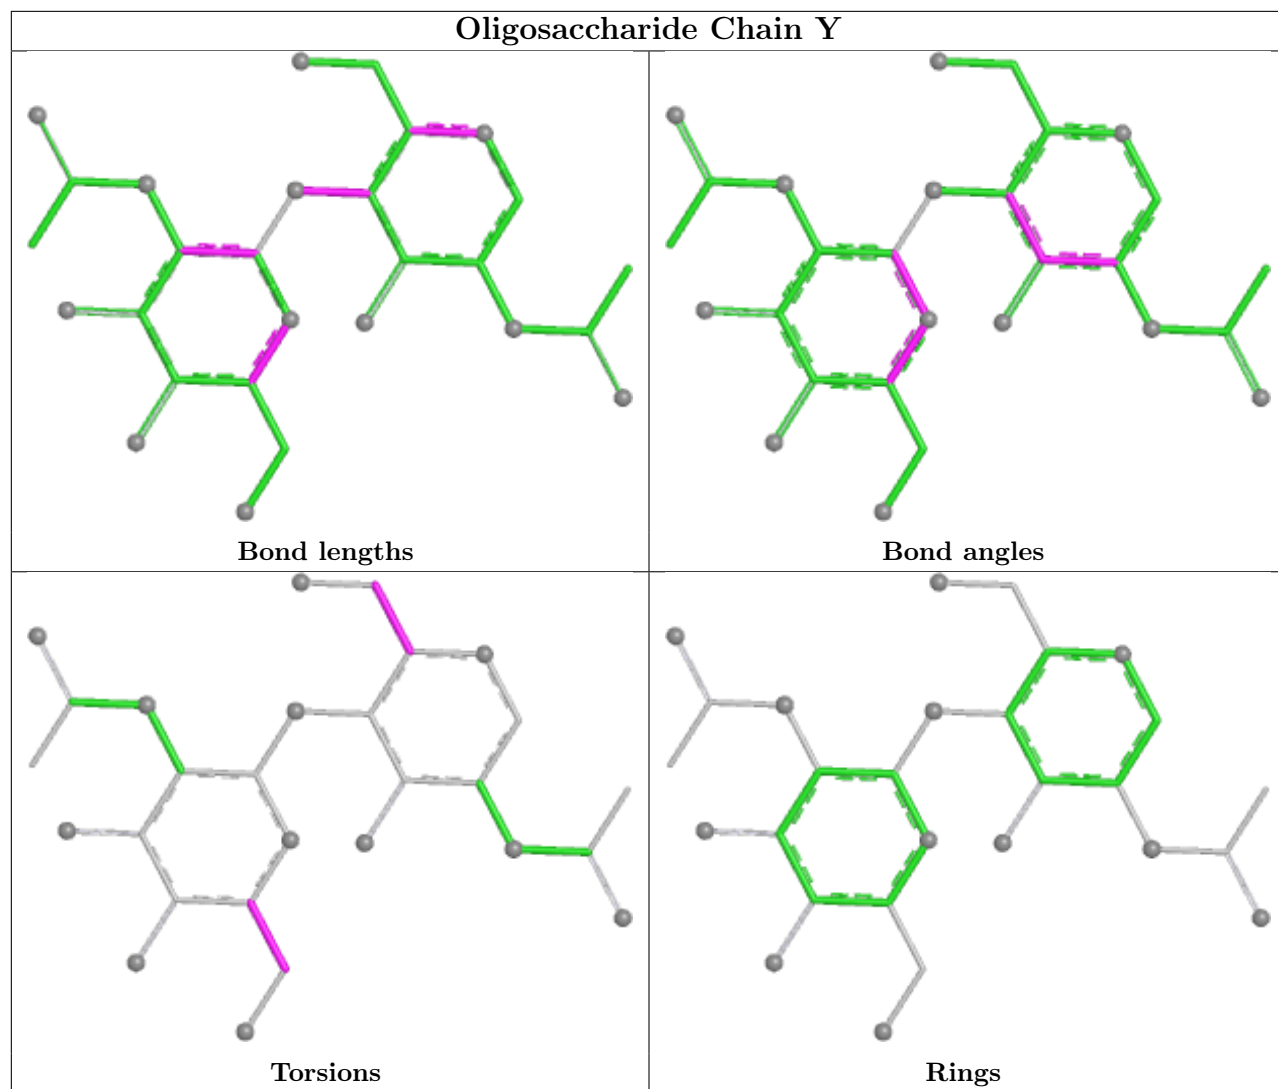 Oligosaccharide Chain Y
Bond lengths
Bond angles
Torsions
Rings